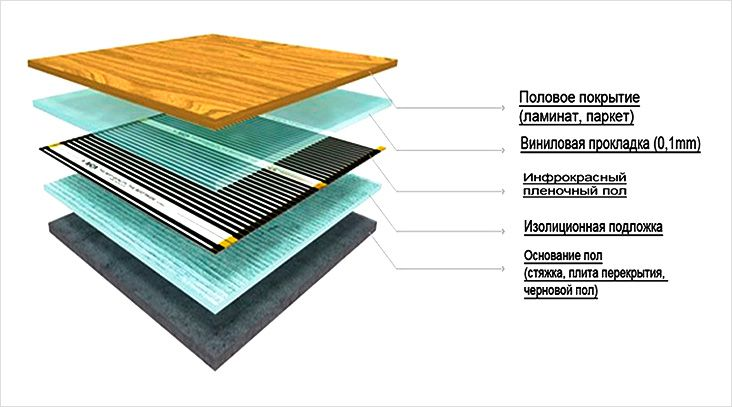 Половое покрытие
(ламинат, паркет)
Виниловая прокладка (0,1mm)
Инфрокрасный
пленочный пол
Изолиционная подложка
Основание пол
(стяжка, плита перекрытия,
черновой пол)